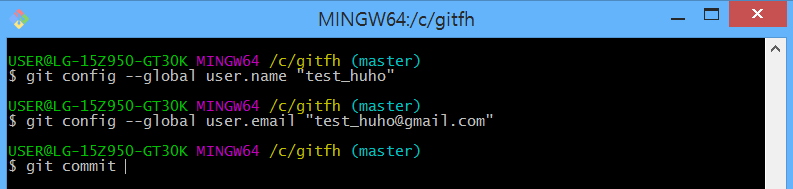 MINGW64:/c/gitfh
USER@LG-15Z950-GT30K MINGW64 /c/gitfh (master)
$ git config --global user.name "test_huho"
USER@LG-15Z950-GT30K MINGW64 /c/gitfh (master)
$ git config --global user.email "test_huho@gmail.com"
USER@LG-15Z950-GT30K MINGW64 /c/gitfh (master)
$ git commit